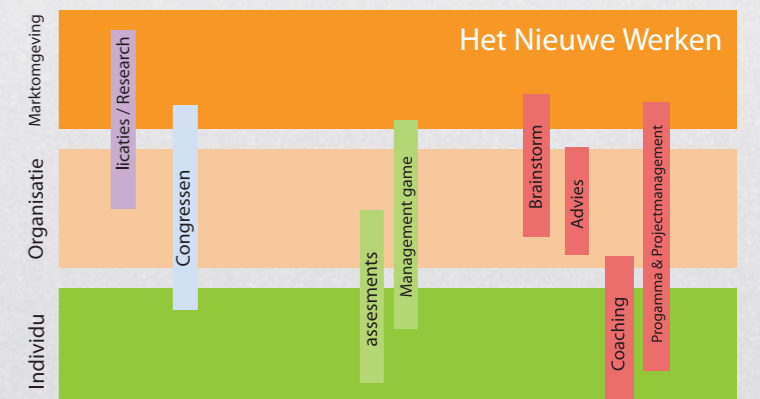 Het Nieuwe Werken
Marktomgeving
Organisatie
Individu
licaties / Research
Congressen
assesments
Management game
Brainstorm
Advies
Coaching
Progamma & Projectmanagement